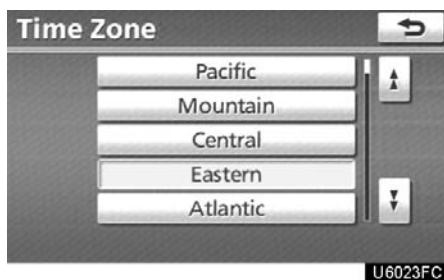 Time Zone
Pacific
Mountain
Central
Eastern
Atlantic
U6023FC